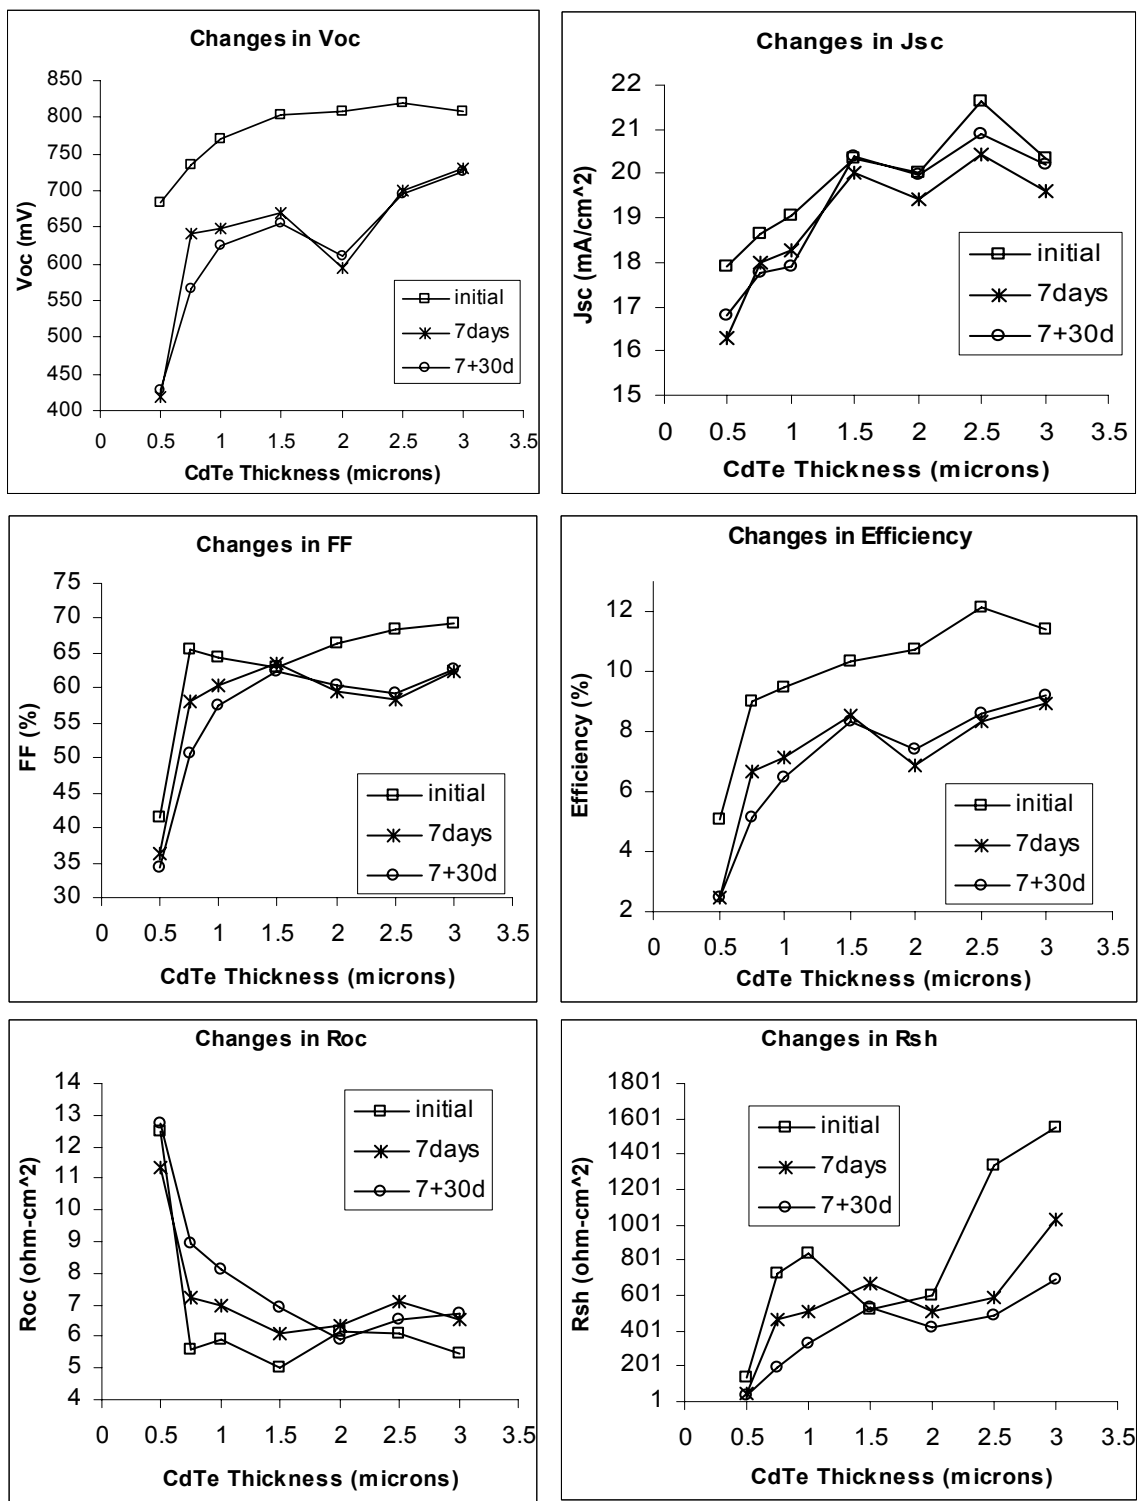 Changes in Voc
850
800
750
700
650
600
550
500
450
400
Voc (mV)
initial
7days
7+30d
0 0.5 1 1.5 2 2.5 3 3.5
CdTe Thickness (microns)
Changes in Jsc
22
21
20
19
18
17
16
15
Jsc (mA/cm^2)
initial
7days
7+30d
0 0.5 1 1.5 2 2.5 3 3.5
CdTe Thickness (microns)
Changes in FF
75
70
65
60
55
50
45
40
35
30
FF (%)
initial
7days
7+30d
0 0.5 1 1.5 2 2.5 3 3.5
CdTe Thickness (microns)
Changes in Efficiency
12
10
8
6
4
2
Efficiency (%)
initial
7days
7+30d
0 0.5 1 1.5 2 2.5 3 3.5
CdTe Thickness (microns)
Changes in Roc
14
13
12
11
10
9
8
7
6
5
4
Roc (ohm-cm^2)
initial
7days
7+30d
0 0.5 1 1.5 2 2.5 3 3.5
CdTe Thickness (microns)
Changes in Rsh
1801
1601
1401
1201
1001
801
601
401
201
1
Rsh (ohm-cm^2)
initial
7days
7+30d
0 0.5 1 1.5 2 2.5 3 3.5
CdTe Thickness (microns)